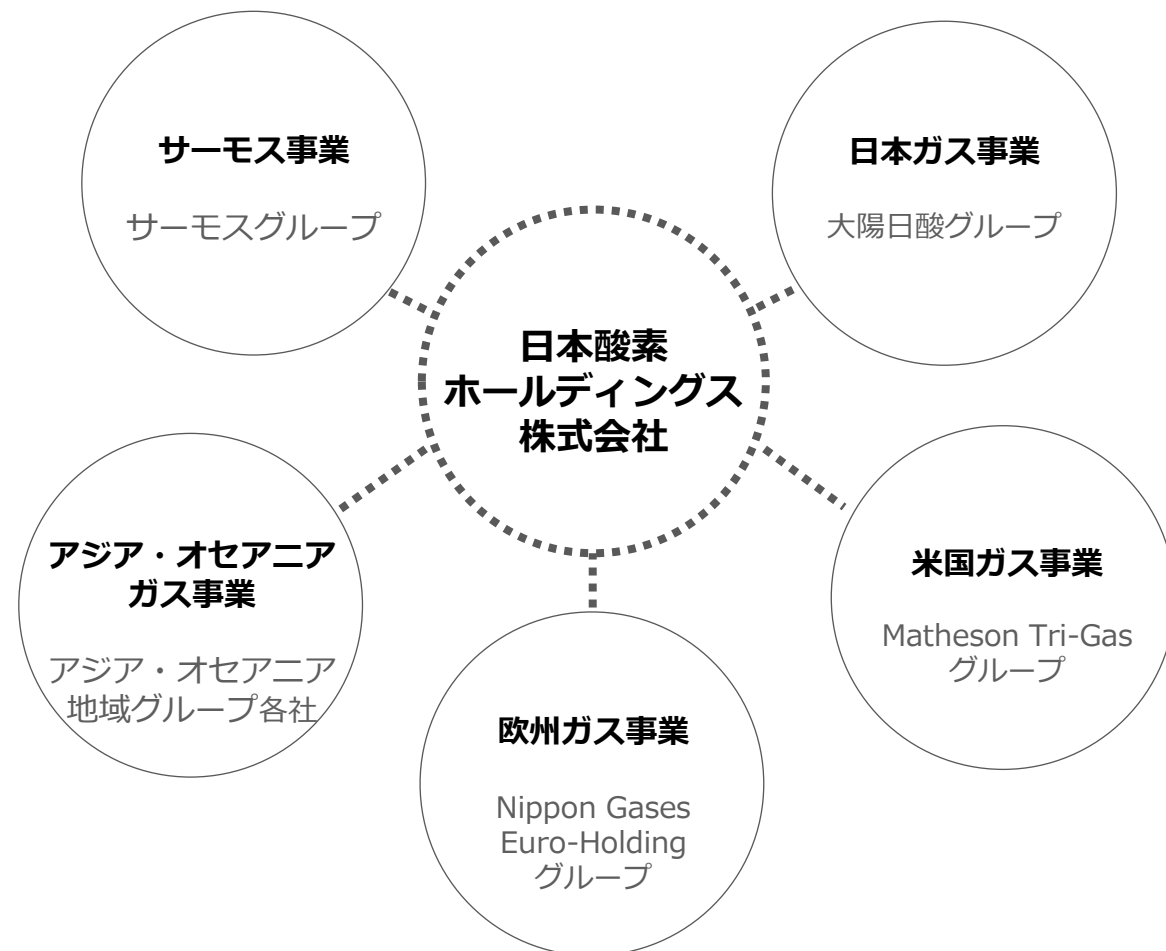 サーモス事業
サーモスグループ
日本ガス事業
大陽日酸グループ
日本酸素
ホールディングス
株式会社
アジア・オセアニア
ガス事業
アジア・オセアニア
地域グループ各社
米国ガス事業
Matheson Tri-Gas
グループ
欧州ガス事業
Nippon Gases
Euro-Holding
グループ